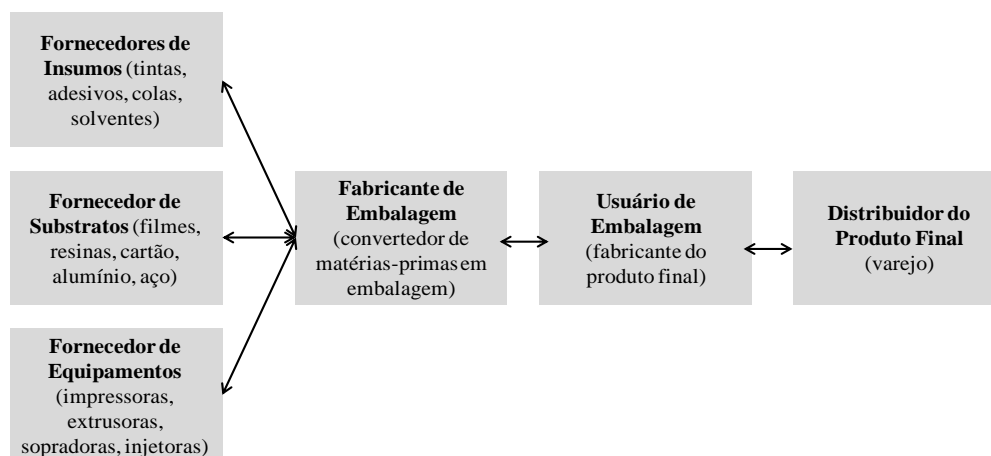 Fornecedores de
Insumos (tintas,
adesivos, colas,
solventes)
Fornecedor de
Substratos (filmes,
resinas, cartão,
alumínio, aço)
Fornecedor de
Equipamentos
(impressoras,
extrusoras,
sopradoras, injetoras)
Fabricante de
Embalagem
(convertedor de
matérias-primas em
embalagem)
Usuário de
Embalagem
(fabricante do
produto final)
Distribuidor do
Produto Final
(varejo)